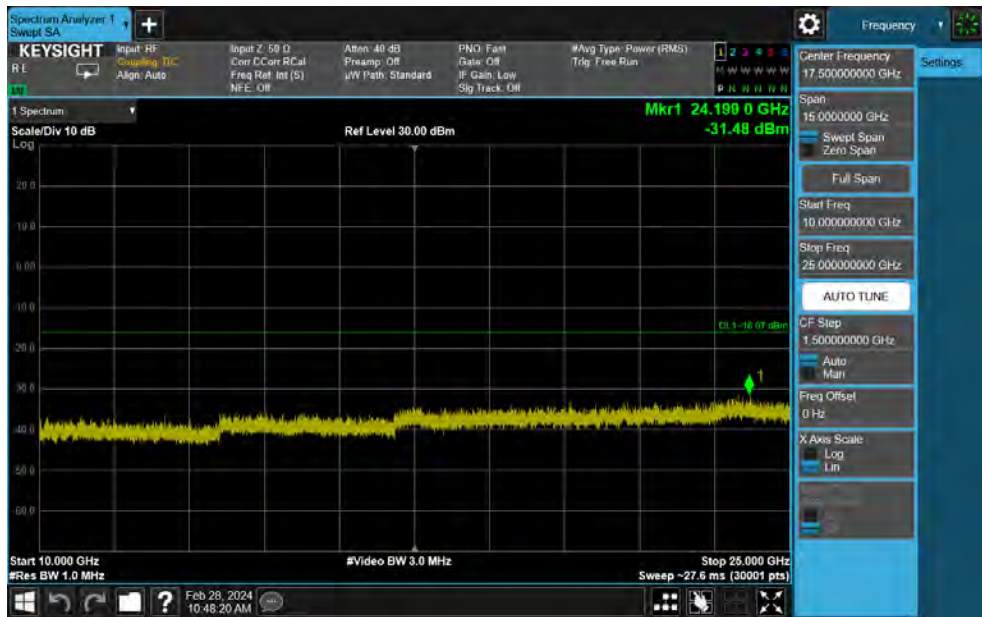 Spectrum Analyzer 1
Swept SA
Frequency
KEYSIGHT
R L
Input: RF
Coupling: DC
Align: Auto
Input Z: 50 Ω
Corr CCorr RCal
Freq Ref: Int (S)
NFE: Off
Atten: 40 dB
Preamp: Off
µW Path: Standard
PNO: Fast
Gate: Off
IF Gain: Low
Sig Track: Off
#Avg Type: Power (RMS)
Trig: Free Run
1 2 3 4 5 6
M W W W W W
P N N N N N
1 Spectrum
Mkr1 24.199 0 GHz
-31.48 dBm
Scale/Div 10 dB
Ref Level 30.00 dBm
Log
20.0
10.0
0.00
-10.0
-20.0
-30.0
-40.0
-50.0
-60.0
DL1 -16.07 dBm
1
Start 10.000 GHz
#Video BW 3.0 MHz
Stop 25.000 GHz
#Res BW 1.0 MHz
Sweep ~27.6 ms (30001 pts)
Center Frequency
17.500000000 GHz
Settings
Span
15.0000000 GHz
Swept Span
Zero Span
Full Span
Start Freq
10.000000000 GHz
Stop Freq
25.000000000 GHz
AUTO TUNE
CF Step
1.500000000 GHz
Auto
Man
Freq Offset
0 Hz
X Axis Scale
Log
Lin
?
Feb 28, 2024
10:48:20 AM